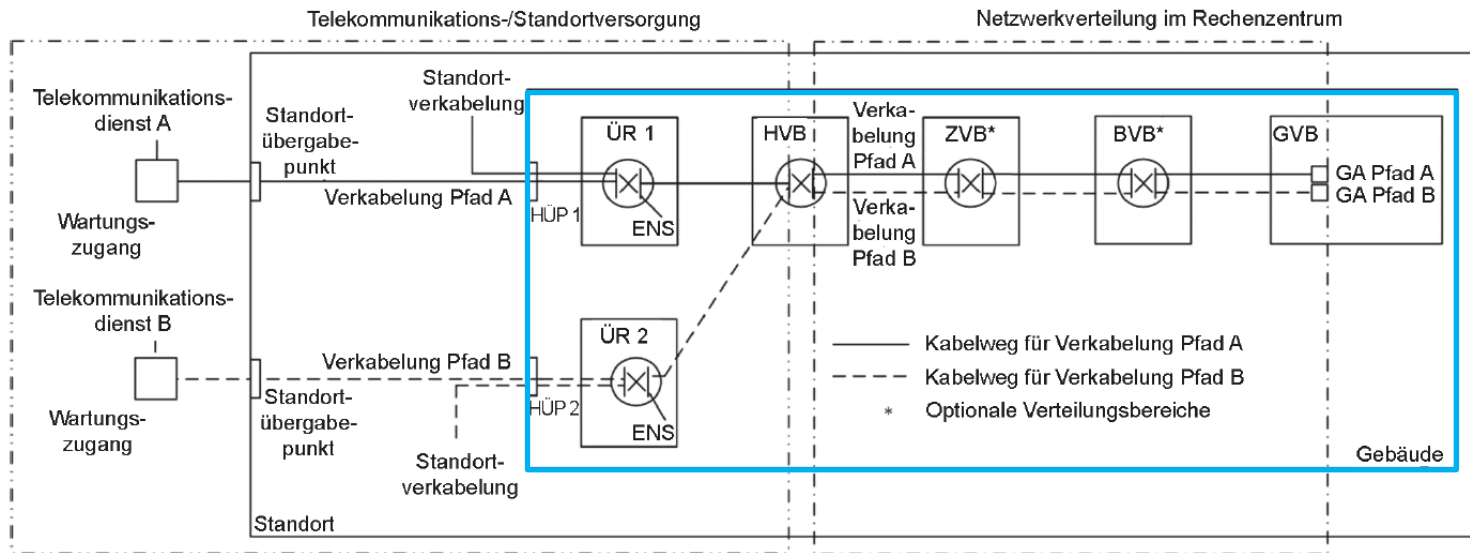 Telekommunikations-/Standortversorgung
Netzwerkverteilung im Rechenzentrum
Telekommunikations-
dienst A
Standort-
übergabe-
punkt
Standort-
verkabelung
Verkabelung Pfad A
Wartungs-
zugang
HÜP 1
ÜR 1
ENS
HVB
Verka-
belung
Pfad A
Verka-
belung
Pfad B
ZVB*
BVB*
GVB
GA Pfad A
GA Pfad B
Telekommunikations-
dienst B
Verkabelung Pfad B
Wartungs-
zugang
Standort-
übergabe-
punkt
HÜP 2
ÜR 2
ENS
Standort-
verkabelung
Kabelweg für Verkabelung Pfad A
Kabelweg für Verkabelung Pfad B
* Optionale Verteilungsbereiche
Gebäude
Standort